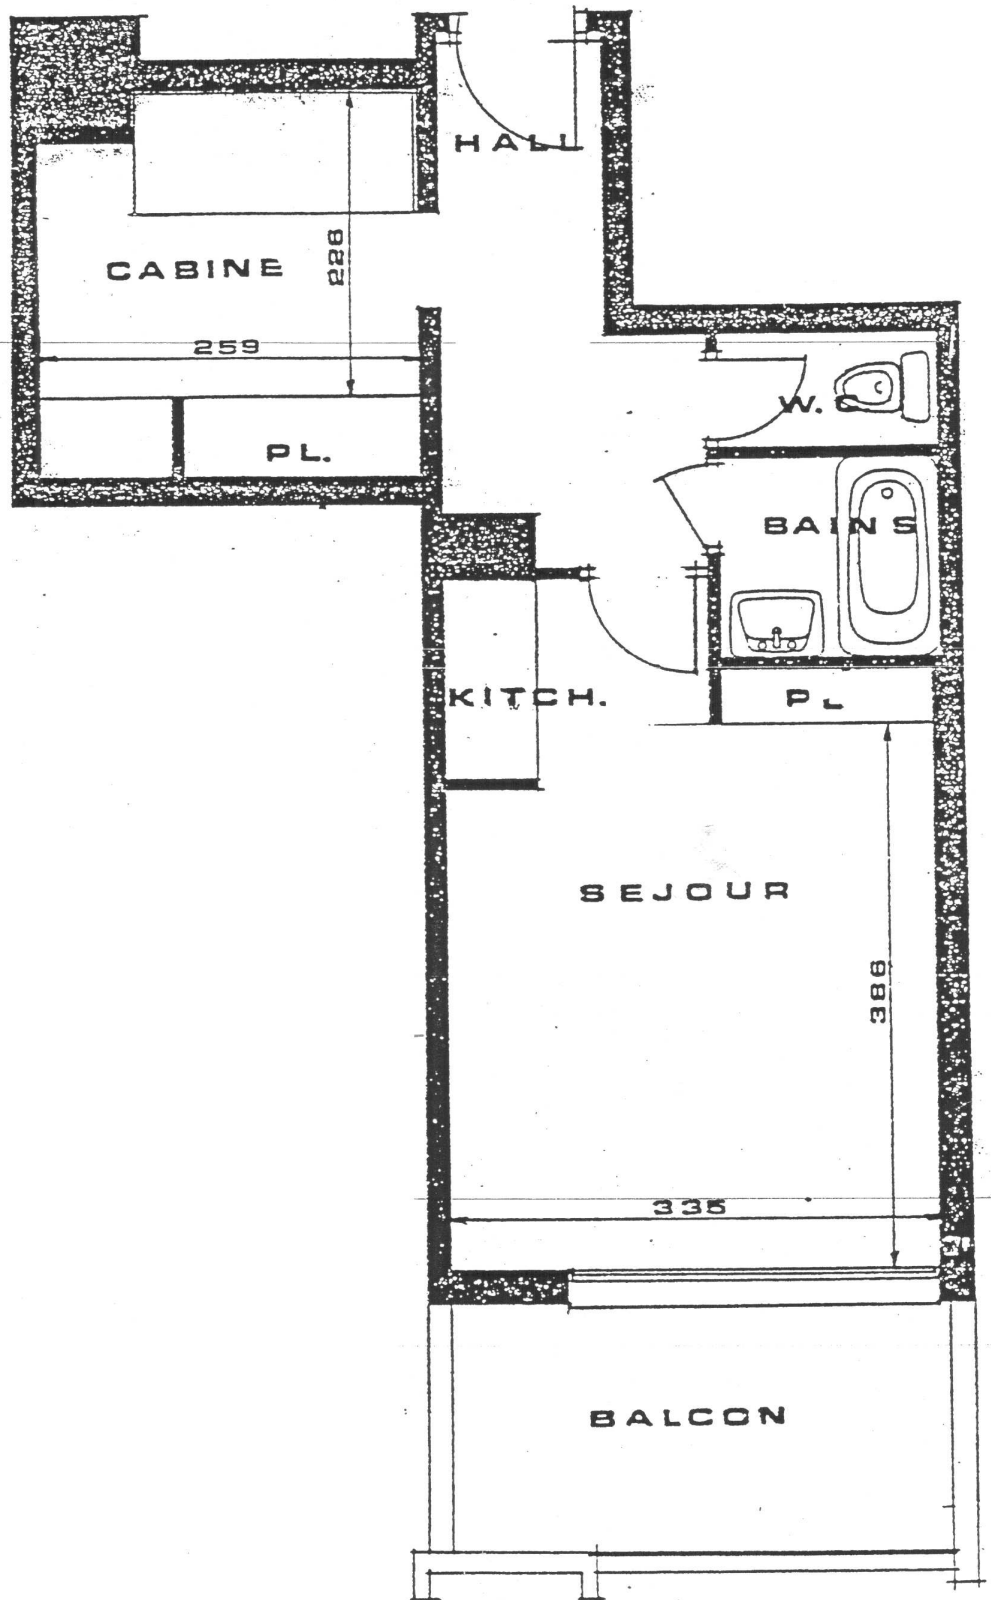 HALL
CABINE
228
259
W. C
PL.
BAINS
KITCH.
PL
SEJOUR
386
335
BALCON